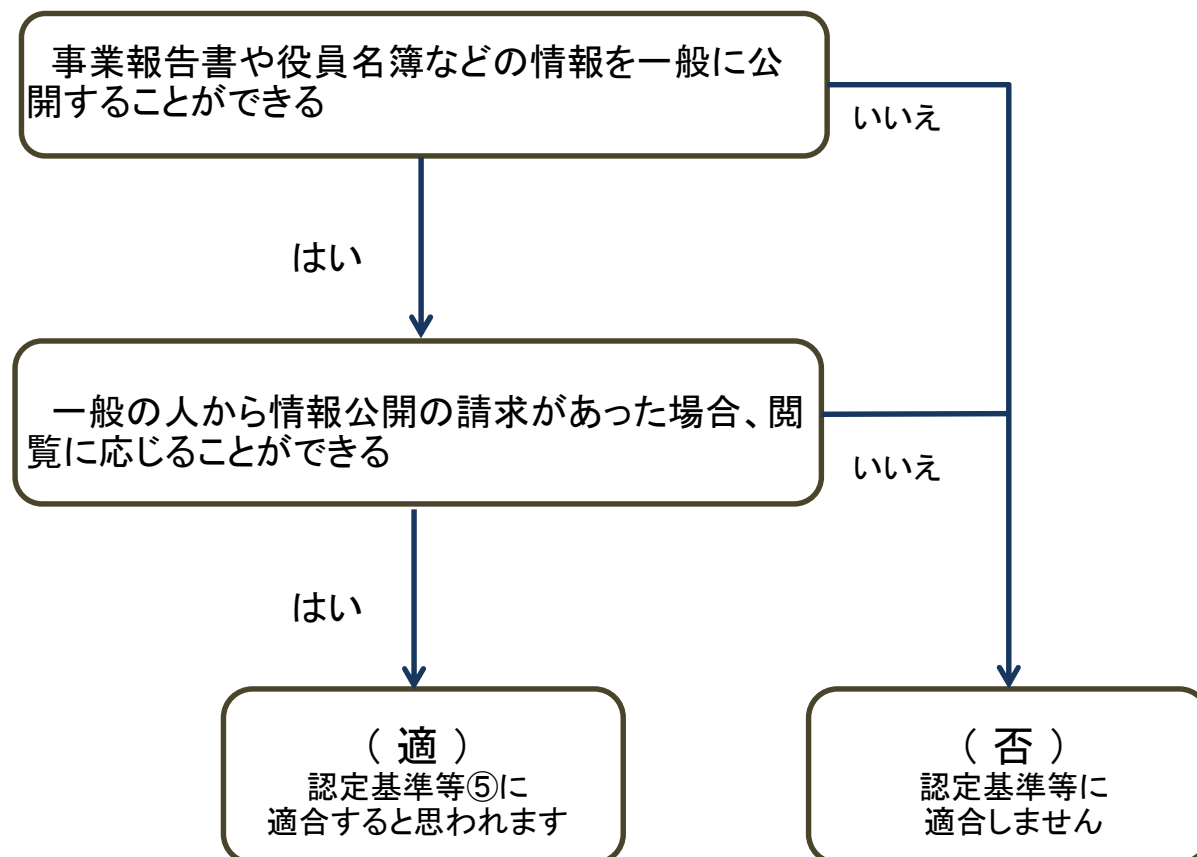 事業報告書や役員名簿などの情報を一般に公
開することができる
いいえ
はい
一般の人から情報公開の請求があった場合、閲
覧に応じることができる
いいえ
はい
（ 適 ）
認定基準等⑤に
適合すると思われます
（ 否 ）
認定基準等に
適合しません